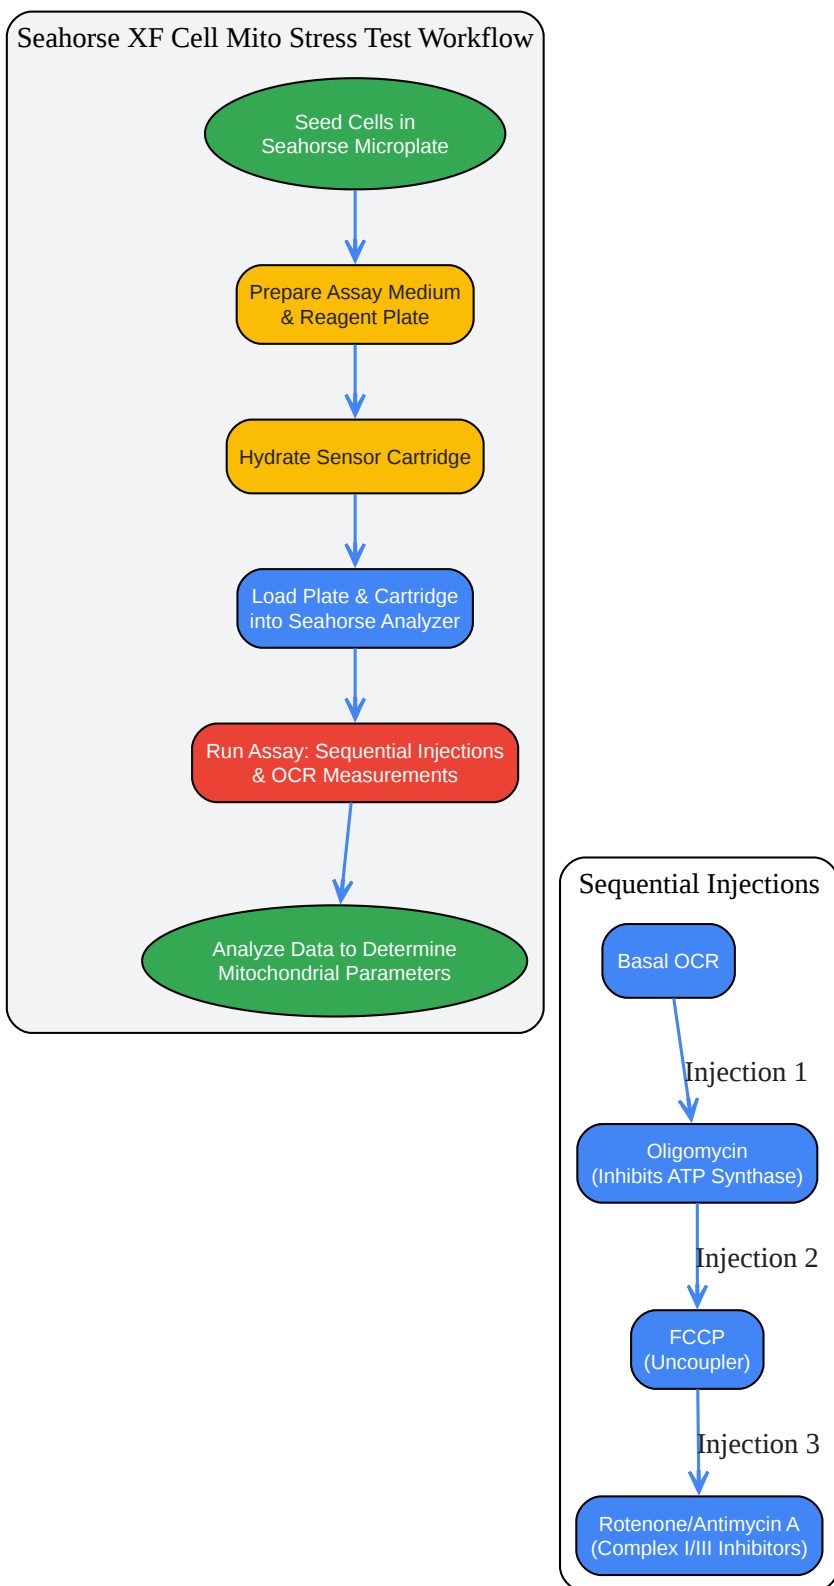 Seahorse XF Cell Mito Stress Test Workflow
Seed Cells in
Seahorse Microplate
Prepare Assay Medium
& Reagent Plate
Hydrate Sensor Cartridge
Load Plate & Cartridge
into Seahorse Analyzer
Run Assay: Sequential Injections
& OCR Measurements
Analyze Data to Determine
Mitochondrial Parameters
Sequential Injections
Basal OCR
Injection 1
Oligomycin
(Inhibits ATP Synthase)
Injection 2
FCCP
(Uncoupler)
Injection 3
Rotenone/Antimycin A
(Complex I/III Inhibitors)